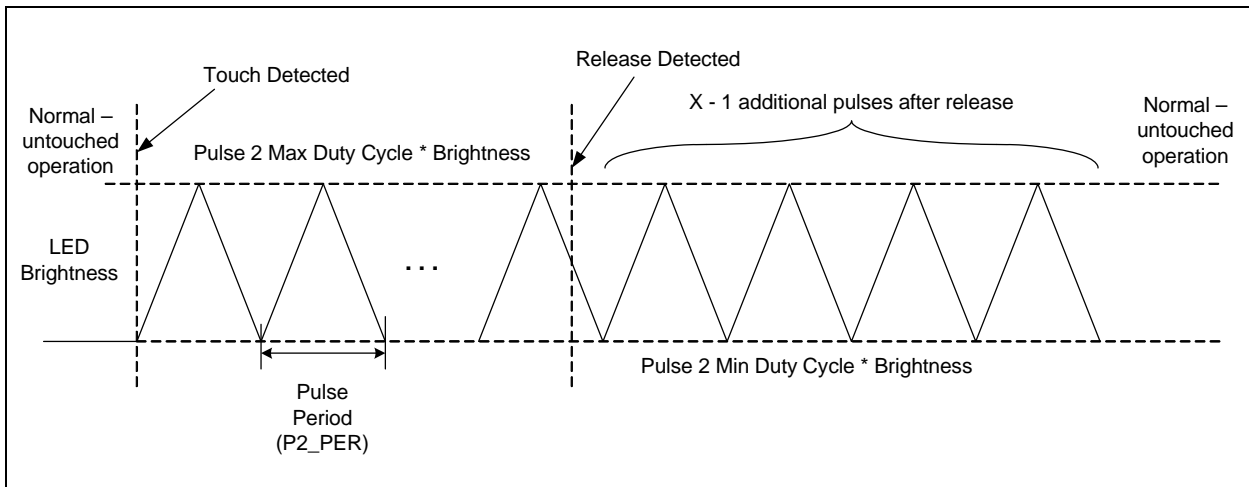 Touch Detected
Release Detected
X - 1 additional pulses after release
Normal –
untouched
operation
Normal –
untouched
operation
Pulse 2 Max Duty Cycle * Brightness
LED
Brightness
. . .
Pulse 2 Min Duty Cycle * Brightness
Pulse
Period
(P2_PER)